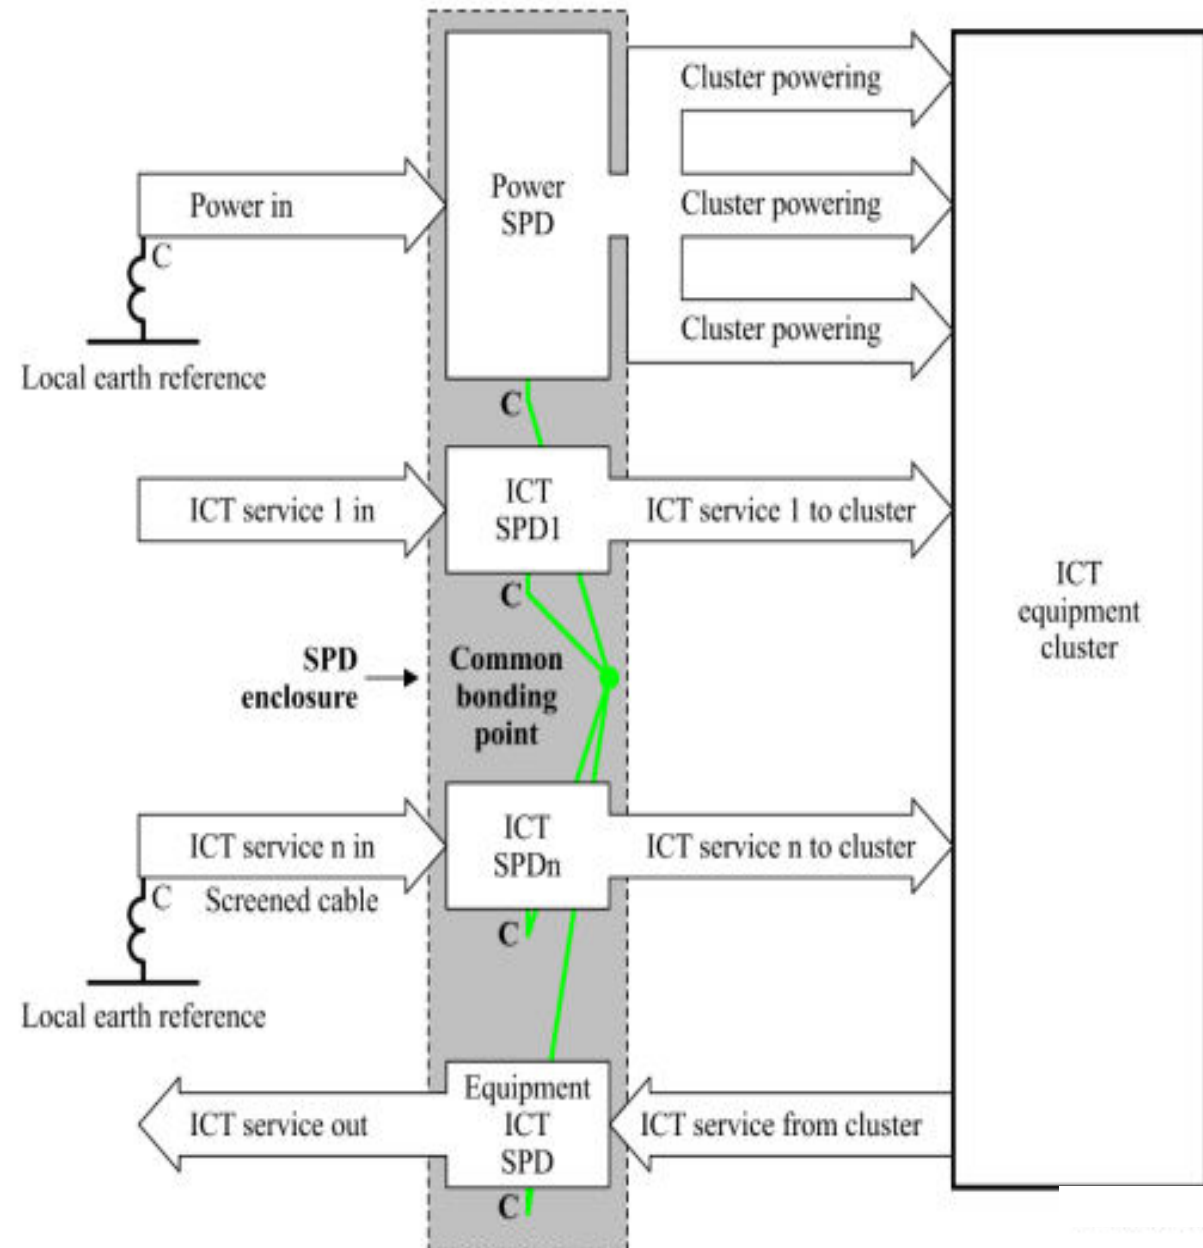 Cluster powering
Power in
Power
SPD
Cluster powering
Cluster powering
C
Local earth reference
C
ICT service 1 in
ICT
SPD1
ICT service 1 to cluster
C
SPD
enclosure
Common
bonding
point
ICT
equipment
cluster
ICT service n in
ICT
SPDn
ICT service n to cluster
C
Screened cable
C
Local earth reference
ICT service out
Equipment
ICT
SPD
ICT service from cluster
C